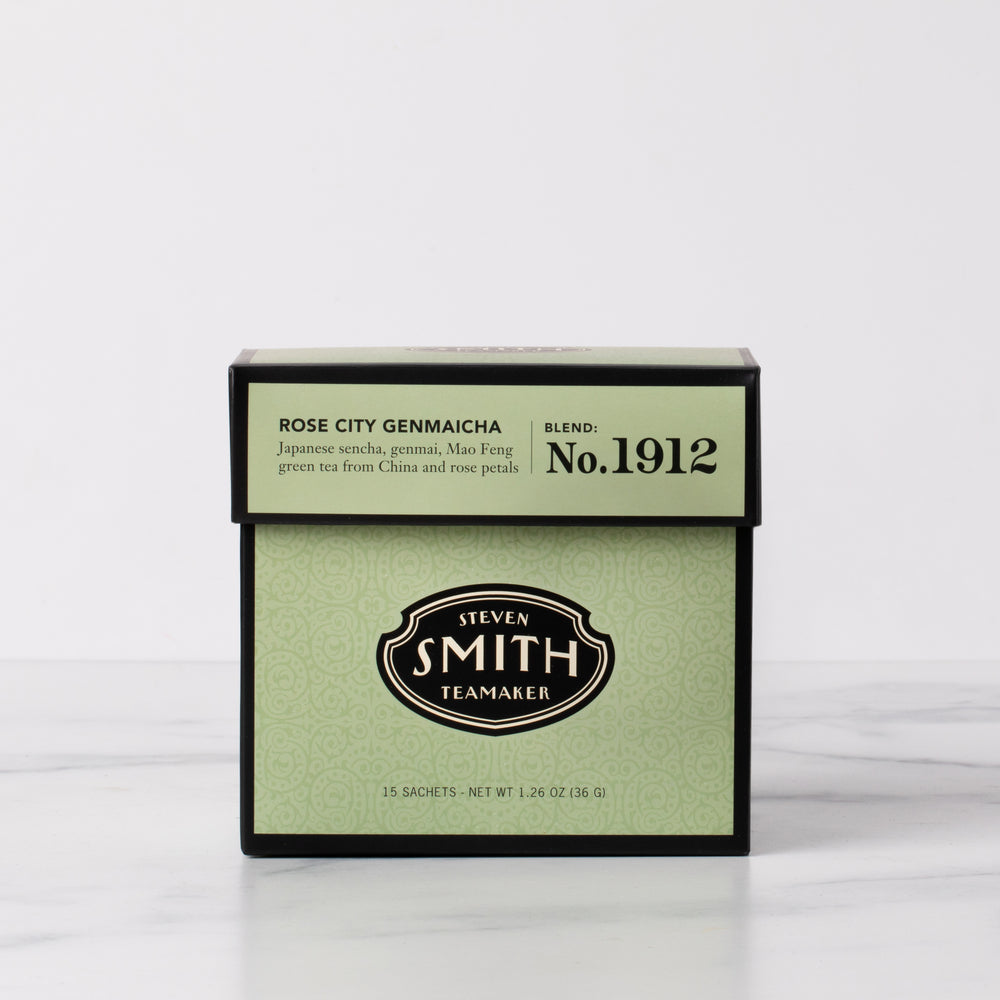 ROSE CITY GENMAICHA
Japanese sencha, genmai, Mao Feng
green tea from China and rose petals
BLEND:
No.1912
STEVEN
SMITH
TEAMAKER
15 SACHETS - NET WT 1.26 OZ (36 G)